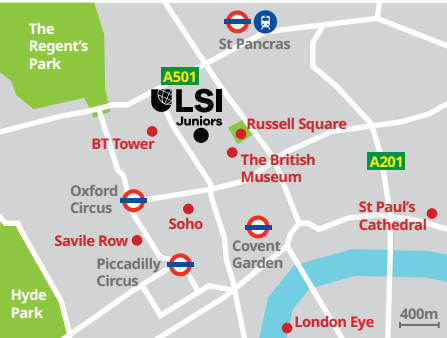 The
Regent's
Park
St Pancras
A501
ULSI
Juniors
Russell Square
BT Tower
The British
Museum
A201
Oxford
Circus
Soho
St Paul's
Cathedral
Savile Row
Covent
Garden
Piccadilly
Circus
Hyde
Park
London Eye
400m